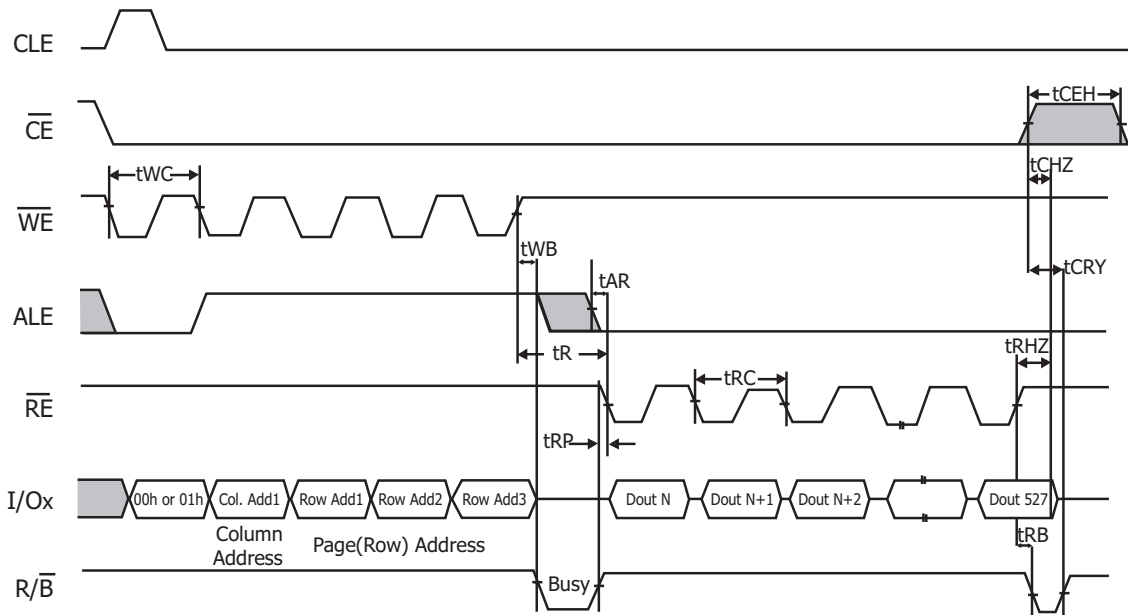 CLE
tCEH
CE
tCHZ
tWC
WE
tWB
tCRY
tAR
ALE
tR
tRHZ
tRC
RE
tRP
I/Ox
00h or 01h
Col. Add1
Row Add1
Row Add2
Row Add3
Dout N
Dout N+1
Dout N+2
Dout 527
Column
Address
Page(Row) Address
tRB
R/B
Busy